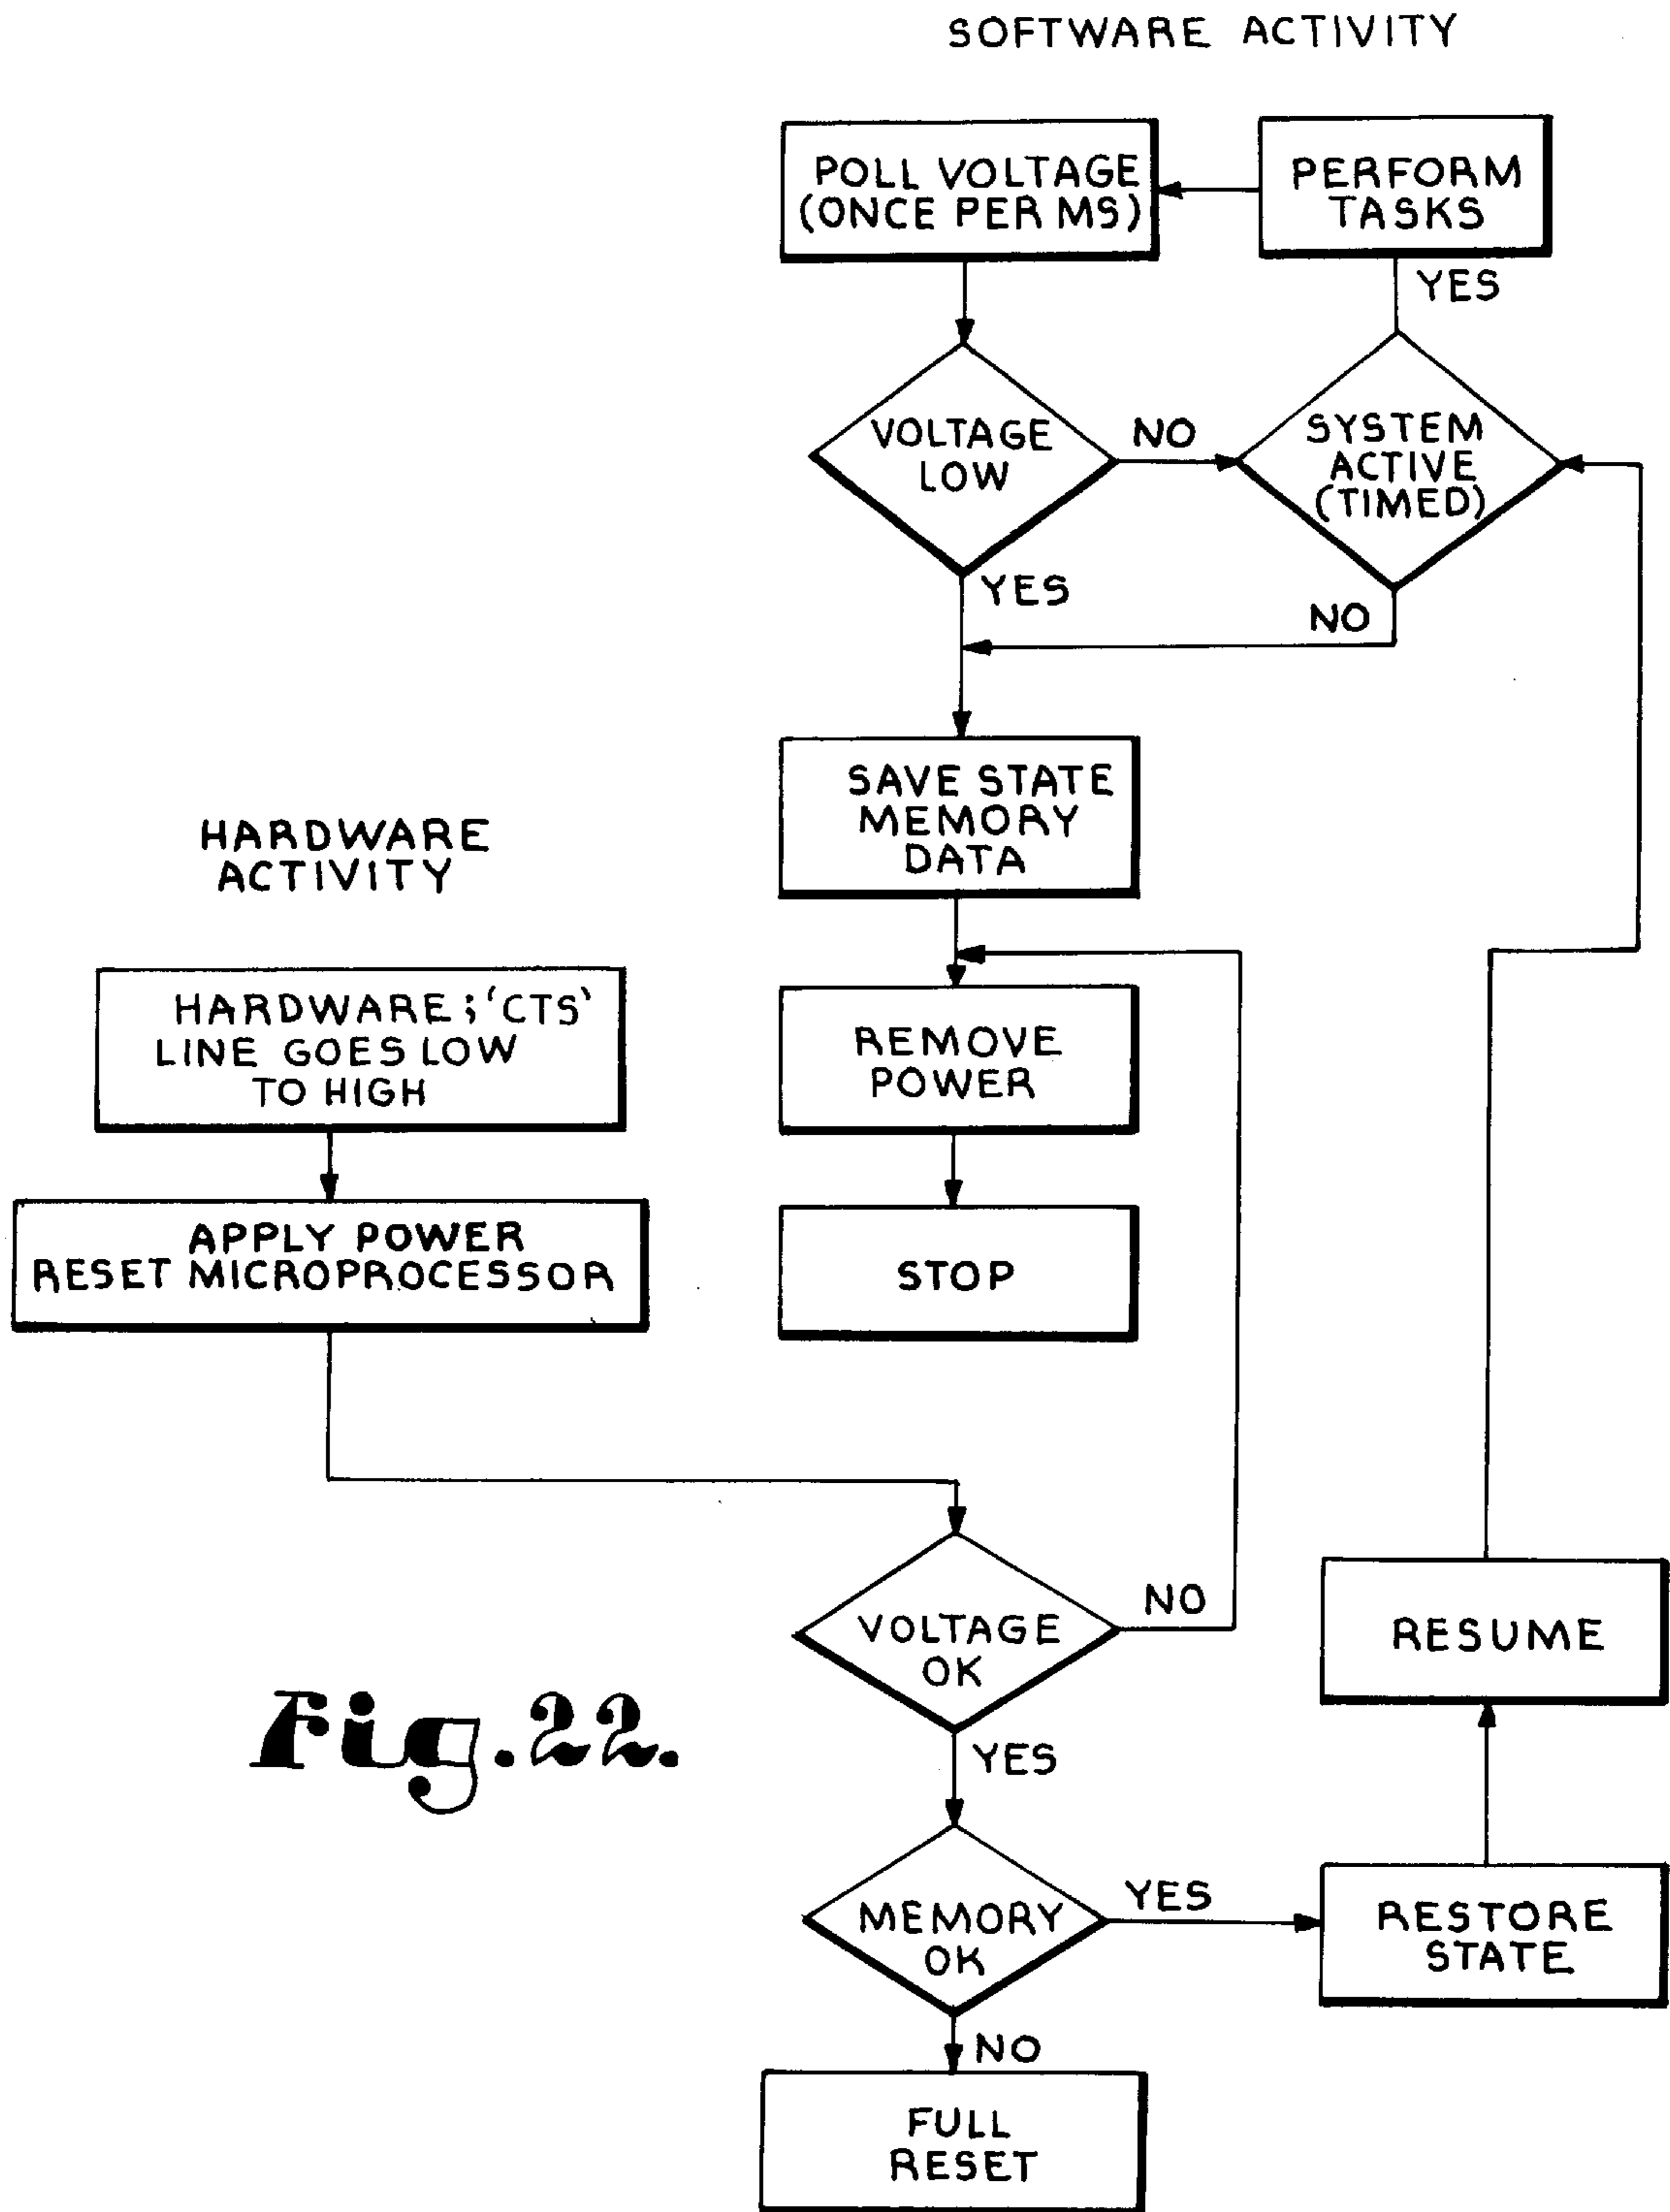 SOFTWARE ACTIVITY
POLL VOLTAGE
(ONCE PER MS)
PERFORM
TASKS
YES
VOLTAGE
LOW
NO
SYSTEM
ACTIVE
(TIMED)
YES
NO
SAVE STATE
MEMORY
DATA
HARDWARE
ACTIVITY
HARDWARE; 'CTS'
LINE GOES LOW
TO HIGH
REMOVE
POWER
APPLY POWER
RESET MICROPROCESSOR
STOP
VOLTAGE
OK
NO
RESUME
Fig.22.
YES
MEMORY
OK
YES
RESTORE
STATE
NO
FULL
RESET